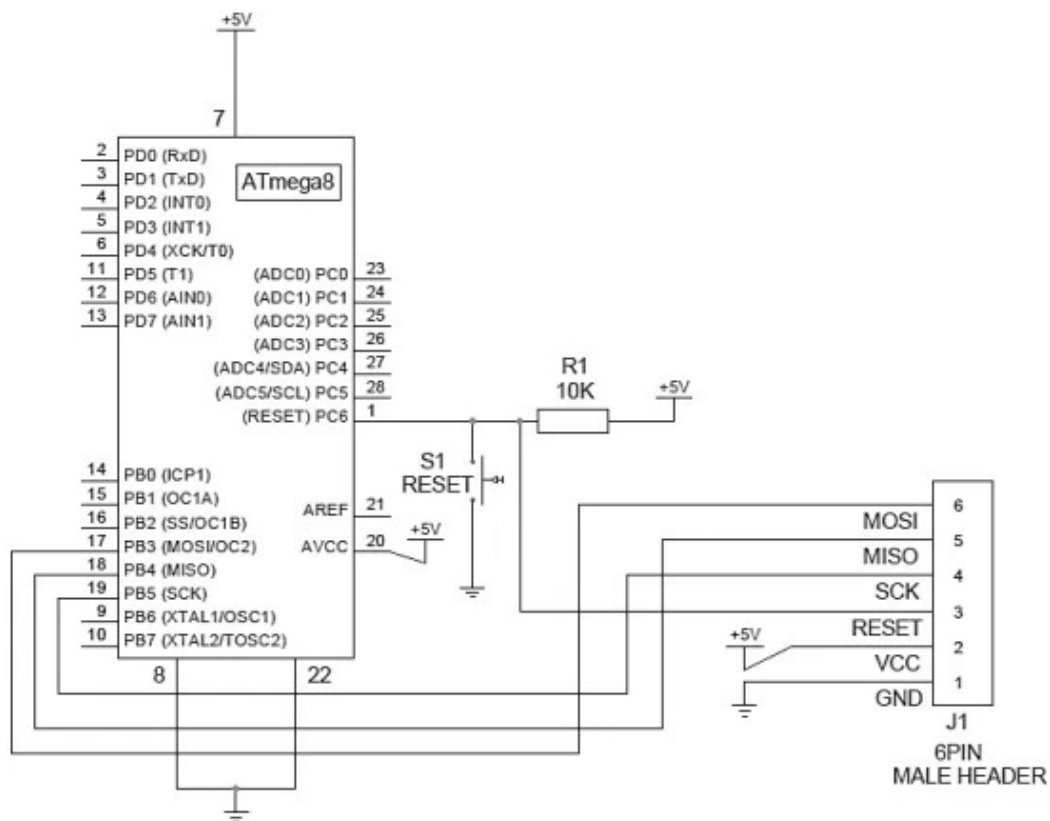 +5V
7
ATmega8
2 PD0 (RxD)
3 PD1 (TxD)
4 PD2 (INT0)
5 PD3 (INT1)
6 PD4 (XCK/T0)
11 PD5 (T1)
12 PD6 (AIN0)
13 PD7 (AIN1)
(ADC0) PC0 23
(ADC1) PC1 24
(ADC2) PC2 25
(ADC3) PC3 26
(ADC4/SDA) PC4 27
(ADC5/SCL) PC5 28
(RESET) PC6 1
R1
10K
+5V
S1
RESET
14 PB0 (ICP1)
15 PB1 (OC1A)
16 PB2 (SS/OC1B)
17 PB3 (MOSI/OC2)
18 PB4 (MISO)
19 PB5 (SCK)
9 PB6 (XTAL1/OSC1)
10 PB7 (XTAL2/TOSC2)
AREF 21
AVCC 20
+5V
8
22
6
MOSI
5
MISO
4
SCK
3
RESET
+5V
2
VCC
1
GND
J1
6PIN
MALE HEADER